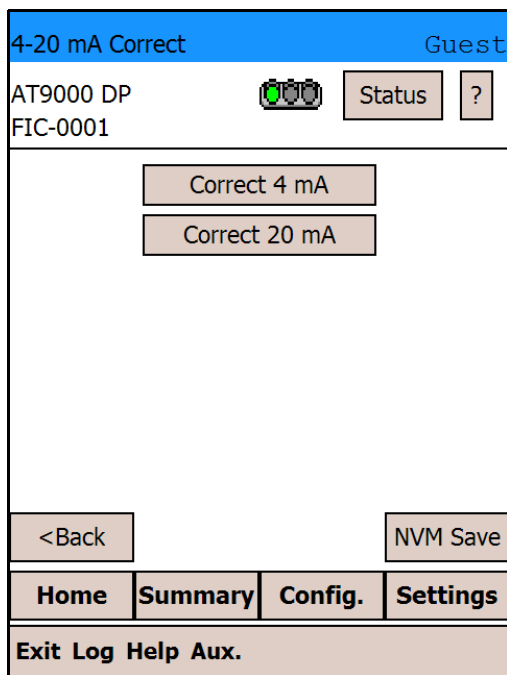 4-20 mA Correct Guest
AT9000 DP
FIC-0001
Status ?
Correct 4 mA
Correct 20 mA
<Back NVM Save
Home Summary Config. Settings
Exit Log Help Aux.